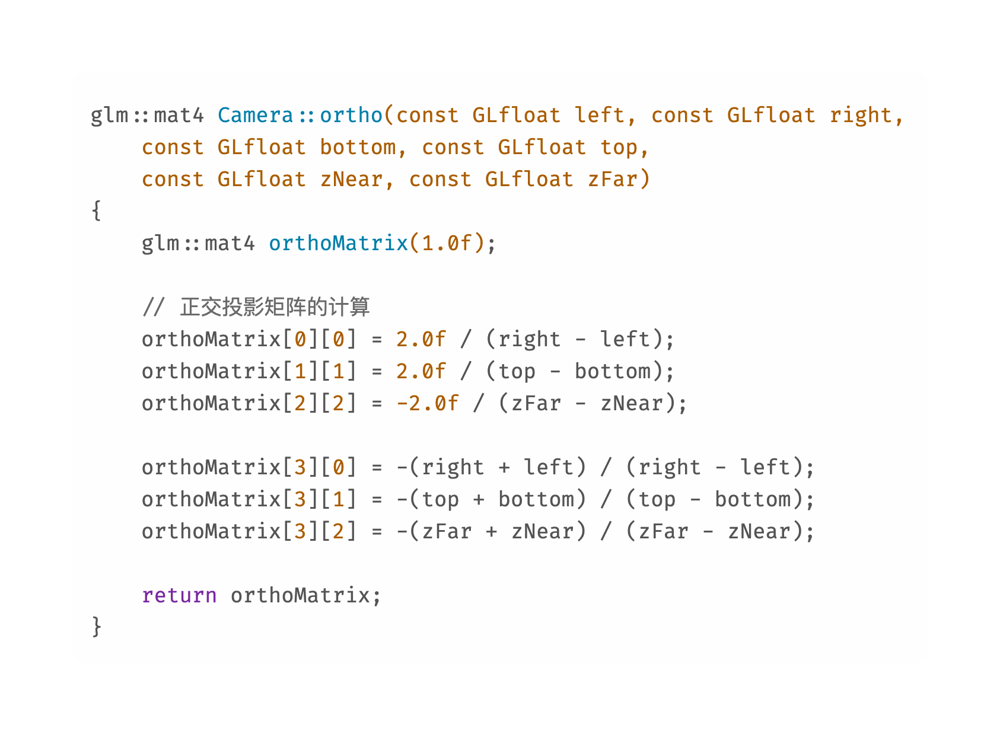 glm::mat4 Camera::ortho(const GLfloat left, const GLfloat right,
    const GLfloat bottom, const GLfloat top,
    const GLfloat zNear, const GLfloat zFar)
{
    glm::mat4 orthoMatrix(1.0f);

    // 正交投影矩阵的计算
    orthoMatrix[0][0] = 2.0f / (right - left);
    orthoMatrix[1][1] = 2.0f / (top - bottom);
    orthoMatrix[2][2] = -2.0f / (zFar - zNear);

    orthoMatrix[3][0] = -(right + left) / (right - left);
    orthoMatrix[3][1] = -(top + bottom) / (top - bottom);
    orthoMatrix[3][2] = -(zFar + zNear) / (zFar - zNear);

    return orthoMatrix;
}